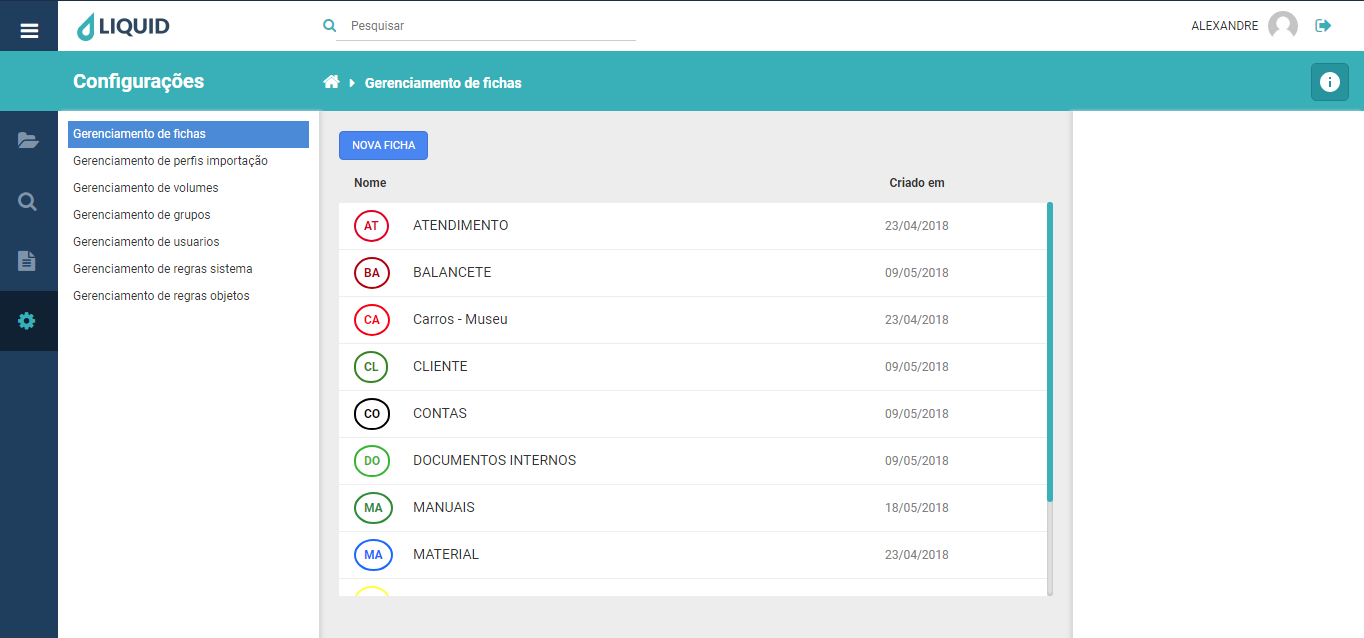 LIQUID
Pesquisar
ALEXANDRE
Configurações
Gerenciamento de fichas
Gerenciamento de fichas
Gerenciamento de perfis importação
Gerenciamento de volumes
Gerenciamento de grupos
Gerenciamento de usuarios
Gerenciamento de regras sistema
Gerenciamento de regras objetos
NOVA FICHA
Nome Criado em
AT ATENDIMENTO 23/04/2018
BA BALANCETE 09/05/2018
CA Carros - Museu 23/04/2018
CL CLIENTE 09/05/2018
CO CONTAS 09/05/2018
DO DOCUMENTOS INTERNOS 09/05/2018
MA MANUAIS 18/05/2018
MA MATERIAL 23/04/2018